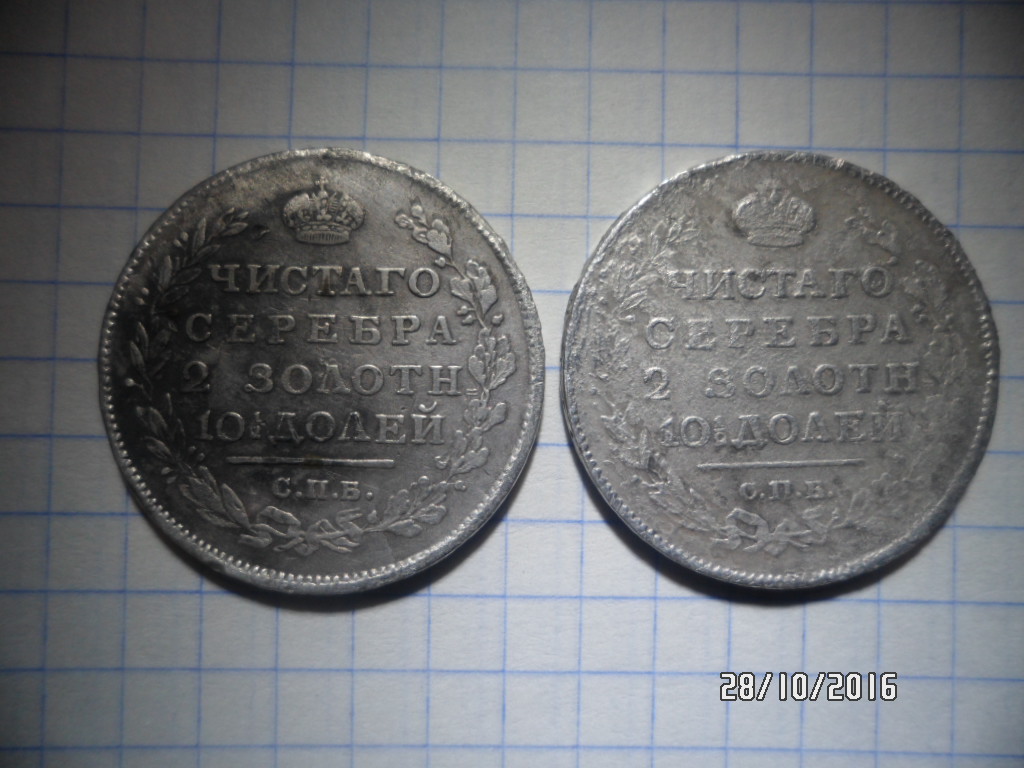 ЧИСТАГО
СЕРЕБРА
2 ЗОЛОТН
10½ ДОЛЕЙ
С.П.Б.
ЧИСТАГО
СЕРЕБРА
2 ЗОЛОТН
10½ ДОЛЕЙ
С.П.Б.
28/10/2016